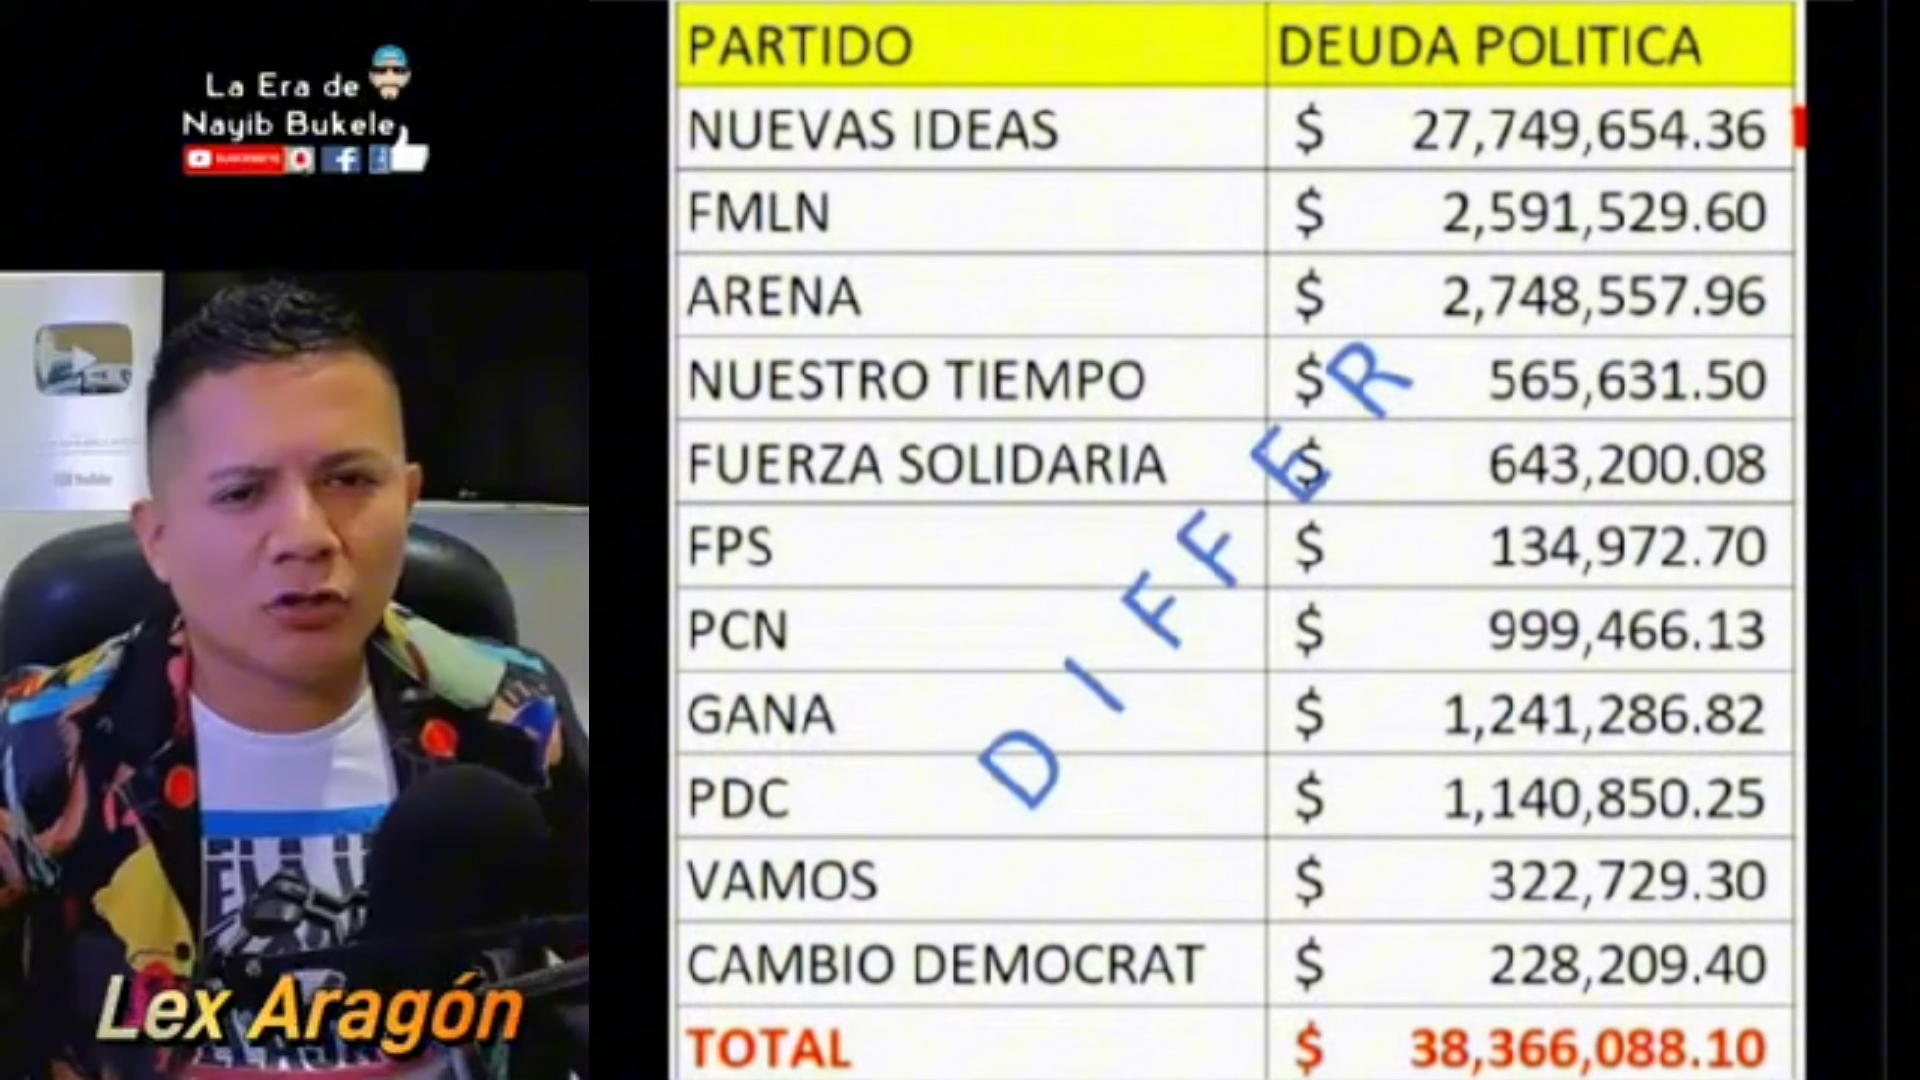 La Era de
Nayib Bukele
PARTIDO DEUDA POLITICA
NUEVAS IDEAS $ 27,749,654.36
FMLN $ 2,591,529.60
ARENA $ 2,748,557.96
NUESTRO TIEMPO $ 565,631.50
FUERZA SOLIDARIA $ 643,200.08
FPS $ 134,972.70
PCN $ 999,466.13
GANA $ 1,241,286.82
PDC $ 1,140,850.25
VAMOS $ 322,729.30
CAMBIO DEMOCRAT $ 228,209.40
TOTAL $ 38,366,088.10
DIFFER
Lex Aragón